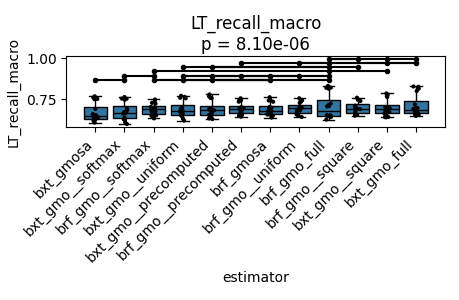 LT_recall_macro
p = 8.10e-06
LT_recall_macro
1.00
0.75
bxt_gmosa
bxt_gmo__softmax
brf_gmo__softmax
bxt_gmo__uniform
bxt_gmo__precomputed
brf_gmo__precomputed
brf_gmosa
brf_gmo__uniform
brf_gmo_full
brf_gmo__square
bxt_gmo__square
bxt_gmo_full
estimator